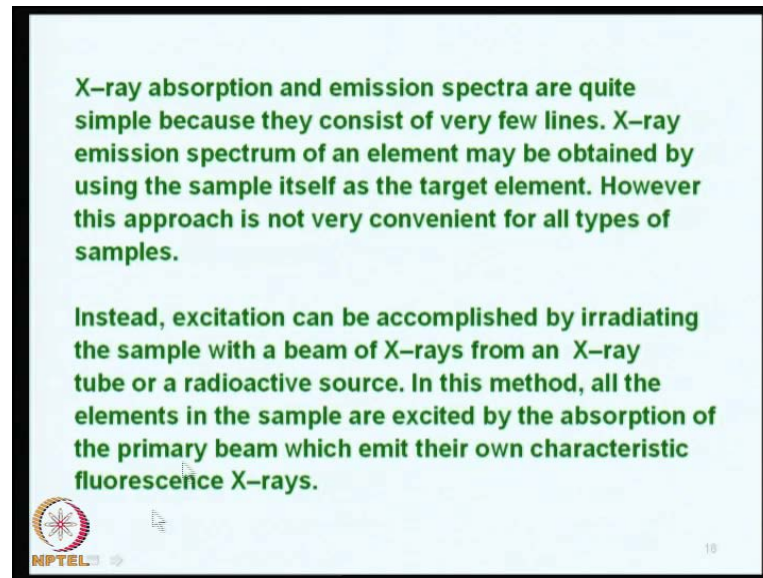 X–ray absorption and emission spectra are quite
simple because they consist of very few lines. X–ray
emission spectrum of an element may be obtained by
using the sample itself as the target element. However
this approach is not very convenient for all types of
samples.
Instead, excitation can be accomplished by irradiating
the sample with a beam of X–rays from an X–ray
tube or a radioactive source. In this method, all the
elements in the sample are excited by the absorption of
the primary beam which emit their own characteristic
fluorescence X–rays.
NPTEL
18